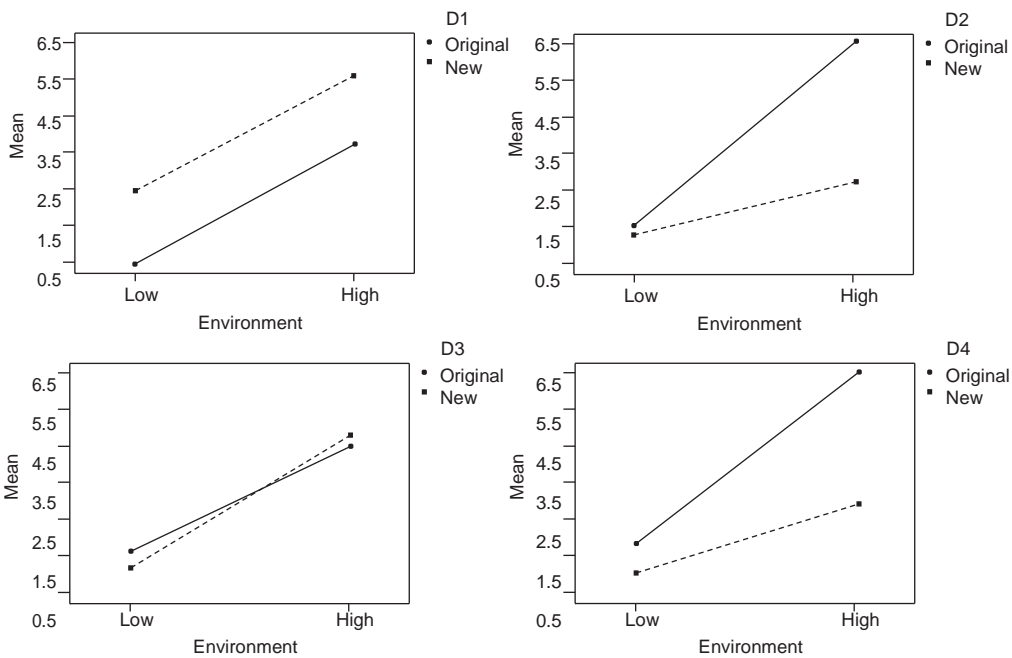 D1
Original
New
6.5
5.5
4.5
3.5
2.5
1.5
0.5
Mean
Low
High
Environment
D2
Original
New
6.5
5.5
4.5
3.5
2.5
1.5
0.5
Mean
Low
High
Environment
D3
Original
New
6.5
5.5
4.5
3.5
2.5
1.5
0.5
Mean
Low
High
Environment
D4
Original
New
6.5
5.5
4.5
3.5
2.5
1.5
0.5
Mean
Low
High
Environment